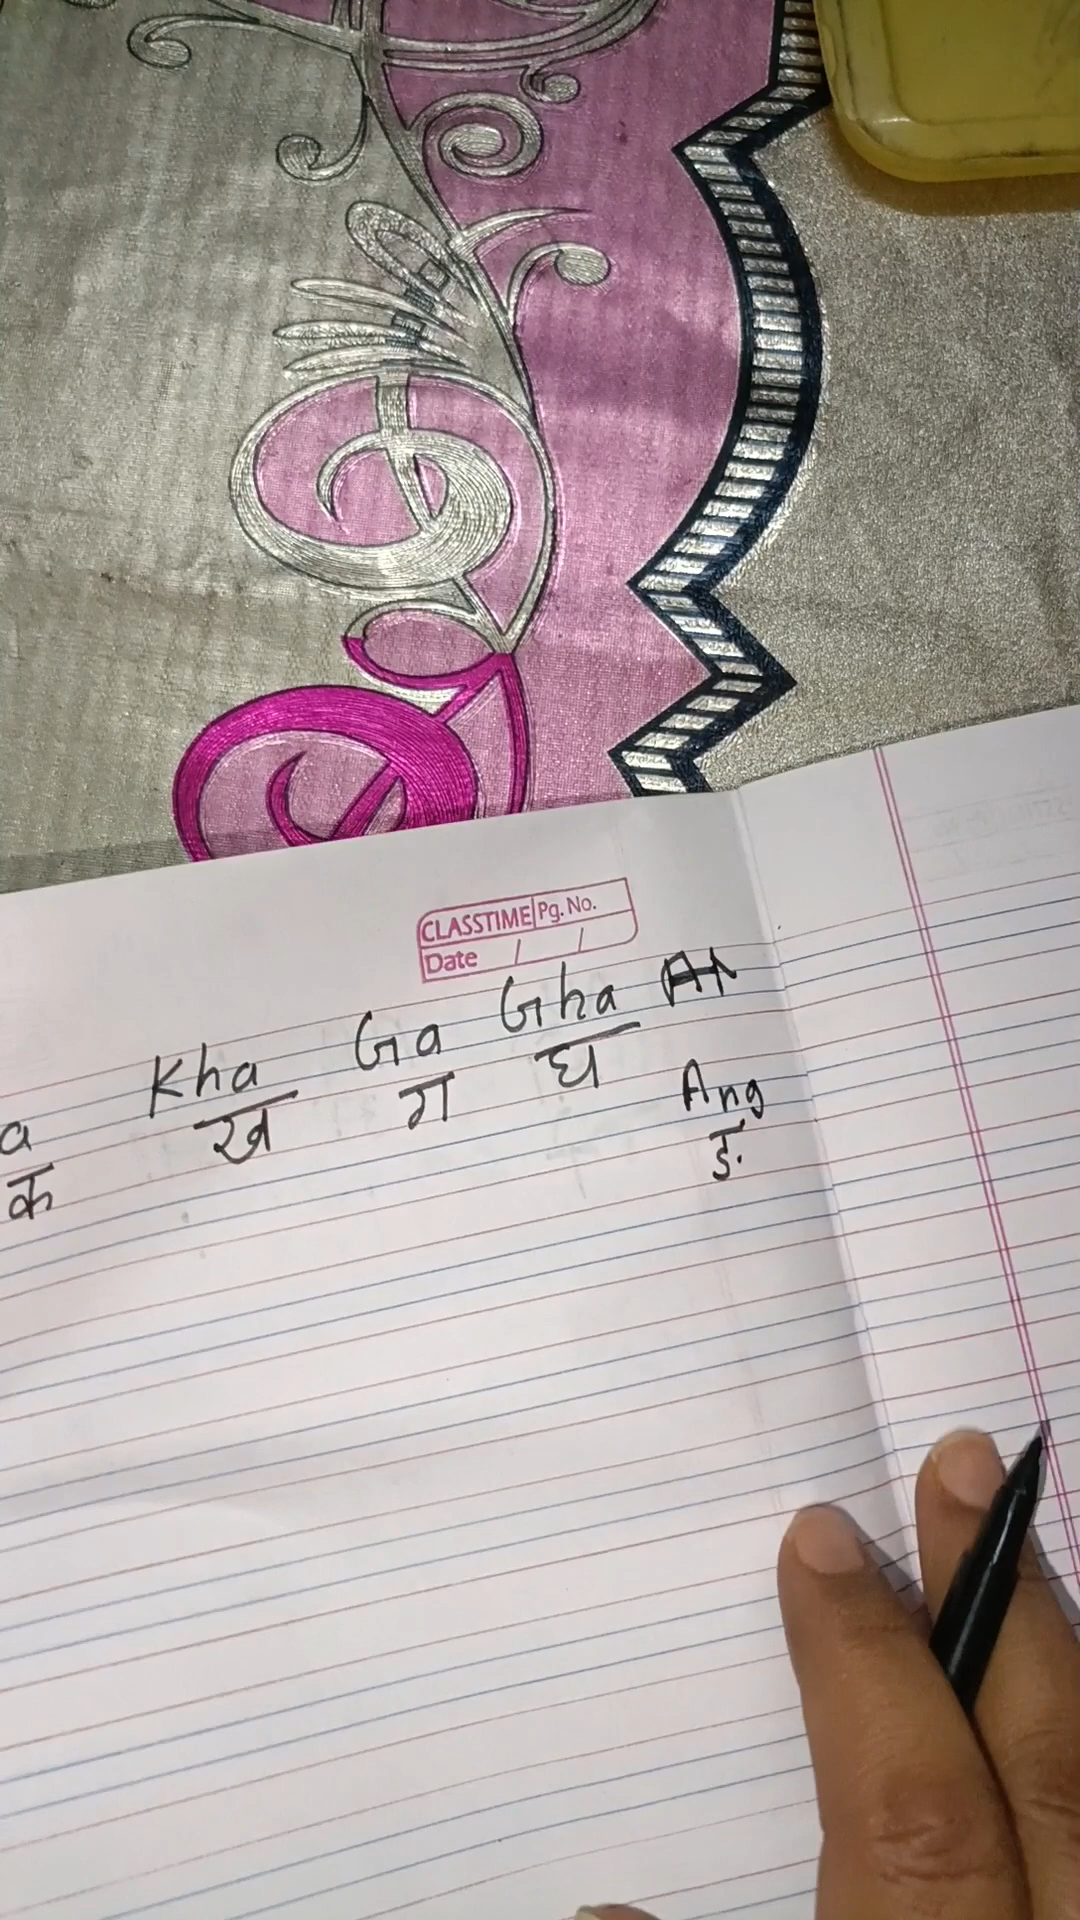 CLASSTIME Pg. No.
Date / /
a Kha Ga Gha
क ख ग घ Ang
ङ